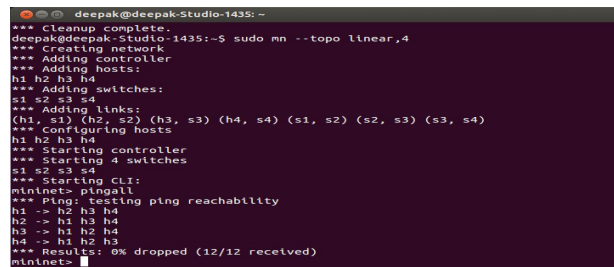 deepak@deepak-Studio-1435: ~
*** Cleanup complete.
deepak@deepak-Studio-1435:~$ sudo mn --topo linear,4
*** Creating network
*** Adding controller
*** Adding hosts:
h1 h2 h3 h4
*** Adding switches:
s1 s2 s3 s4
*** Adding links:
(h1, s1) (h2, s2) (h3, s3) (h4, s4) (s1, s2) (s2, s3) (s3, s4)
*** Configuring hosts
h1 h2 h3 h4
*** Starting controller
*** Starting 4 switches
s1 s2 s3 s4
*** Starting CLI:
mininet> pingall
*** Ping: testing ping reachability
h1 -> h2 h3 h4
h2 -> h1 h3 h4
h3 -> h1 h2 h4
h4 -> h1 h2 h3
*** Results: 0% dropped (12/12 received)
mininet>